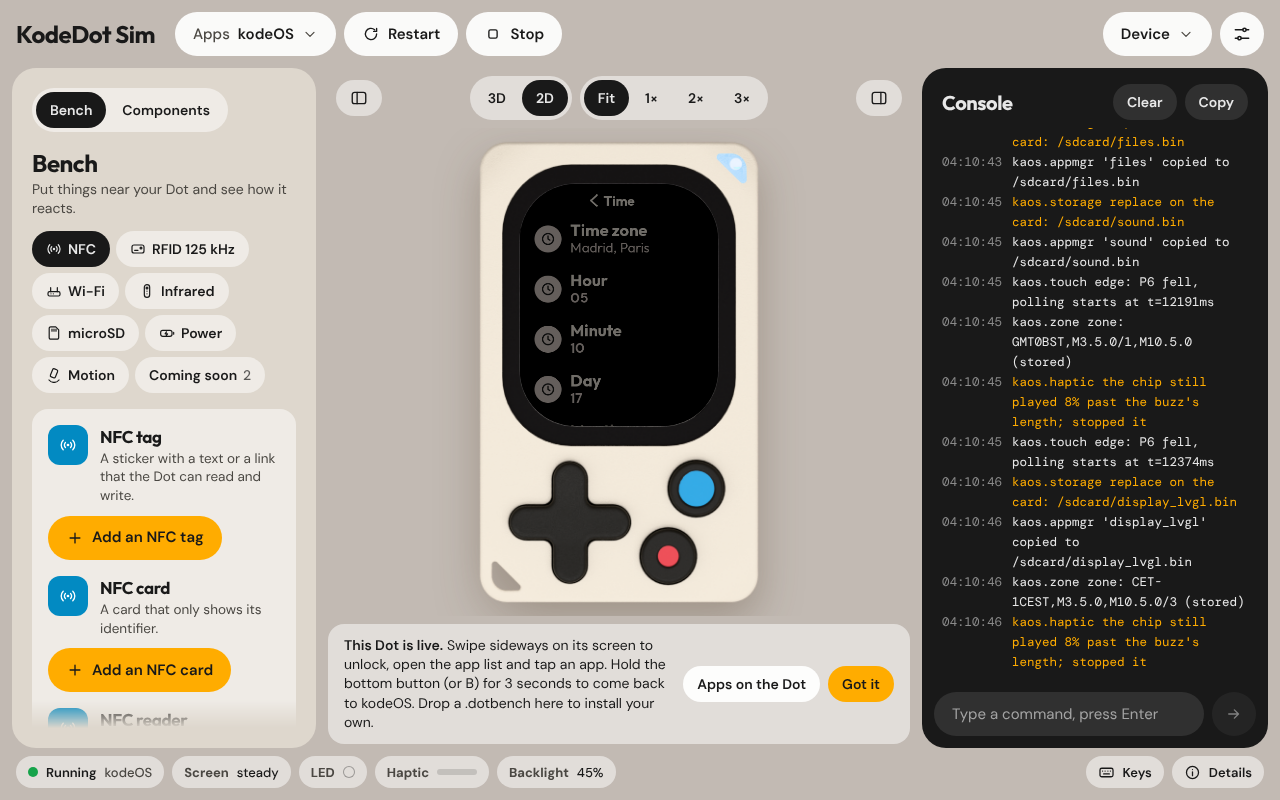 KodeDot Sim
Apps kodeOS
Restart
Stop
Device
Bench
Components
Bench
Put things near your Dot and see how it
reacts.
NFC
RFID 125 kHz
Wi-Fi
Infrared
microSD
Power
Motion
Coming soon 2
NFC tag
A sticker with a text or a link
that the Dot can read and
write.
Add an NFC tag
NFC card
A card that only shows its
identifier.
Add an NFC card
NFC reader
3D
2D
Fit
1×
2×
3×
Time
Time zone
Madrid, Paris
Hour
05
Minute
10
Day
17
This Dot is live. Swipe sideways on its screen to
unlock, open the app list and tap an app. Hold the
bottom button (or B) for 3 seconds to come back
to kodeOS. Drop a .dotbench here to install your
own.
Apps on the Dot
Got it
Console
Clear
Copy
card: /sdcard/files.bin
04:10:43 kaos.appmgr 'files' copied to
/sdcard/files.bin
04:10:45 kaos.storage replace on the
card: /sdcard/sound.bin
04:10:45 kaos.appmgr 'sound' copied to
/sdcard/sound.bin
04:10:45 kaos.touch edge: P6 fell,
polling starts at t=12191ms
04:10:45 kaos.zone zone:
GMT0BST,M3.5.0/1,M10.5.0
(stored)
04:10:45 kaos.haptic the chip still
played 8% past the buzz's
length; stopped it
04:10:45 kaos.touch edge: P6 fell,
polling starts at t=12374ms
04:10:46 kaos.storage replace on the
card: /sdcard/display_lvgl.bin
04:10:46 kaos.appmgr 'display_lvgl'
copied to
/sdcard/display_lvgl.bin
04:10:46 kaos.zone zone: CET-
1CEST,M3.5.0,M10.5.0/3 (stored)
04:10:46 kaos.haptic the chip still
played 8% past the buzz's
length; stopped it
Type a command, press Enter
Running kodeOS
Screen steady
LED
Haptic
Backlight 45%
Keys
Details